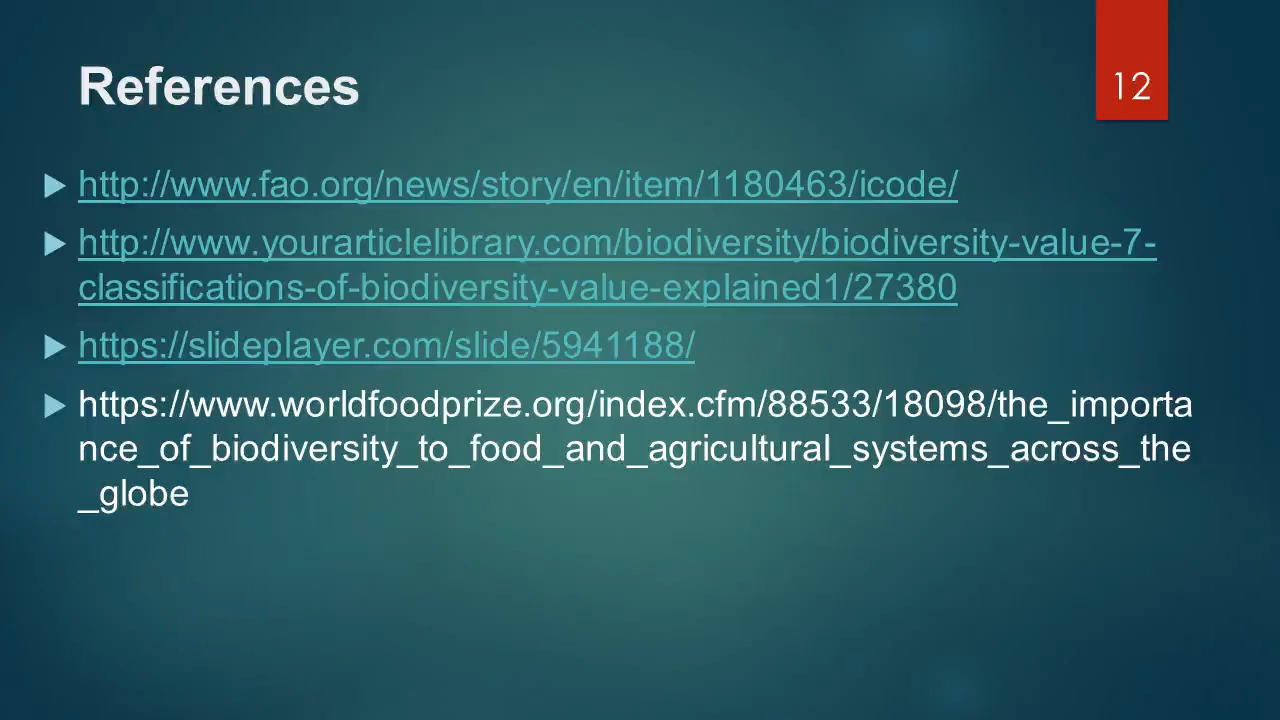 References
12
http://www.fao.org/news/story/en/item/1180463/icode/
http://www.yourarticlelibrary.com/biodiversity/biodiversity-value-7-
classifications-of-biodiversity-value-explained1/27380
https://slideplayer.com/slide/5941188/
https://www.worldfoodprize.org/index.cfm/88533/18098/the_importa
nce_of_biodiversity_to_food_and_agricultural_systems_across_the
_globe